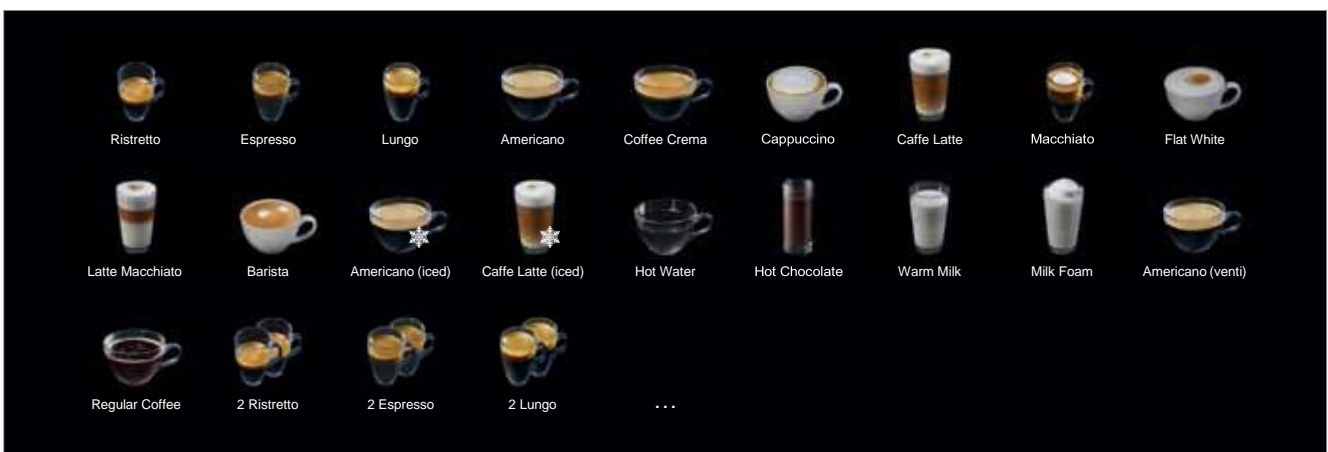 Ristretto
Espresso
Lungo
Americano
Coffee Crema
Cappuccino
Caffe Latte
Macchiato
Flat White
Latte Macchiato
Barista
Americano (iced)
Caffe Latte (iced)
Hot Water
Hot Chocolate
Warm Milk
Milk Foam
Americano (venti)
Regular Coffee
2 Ristretto
2 Espresso
2 Lungo
...